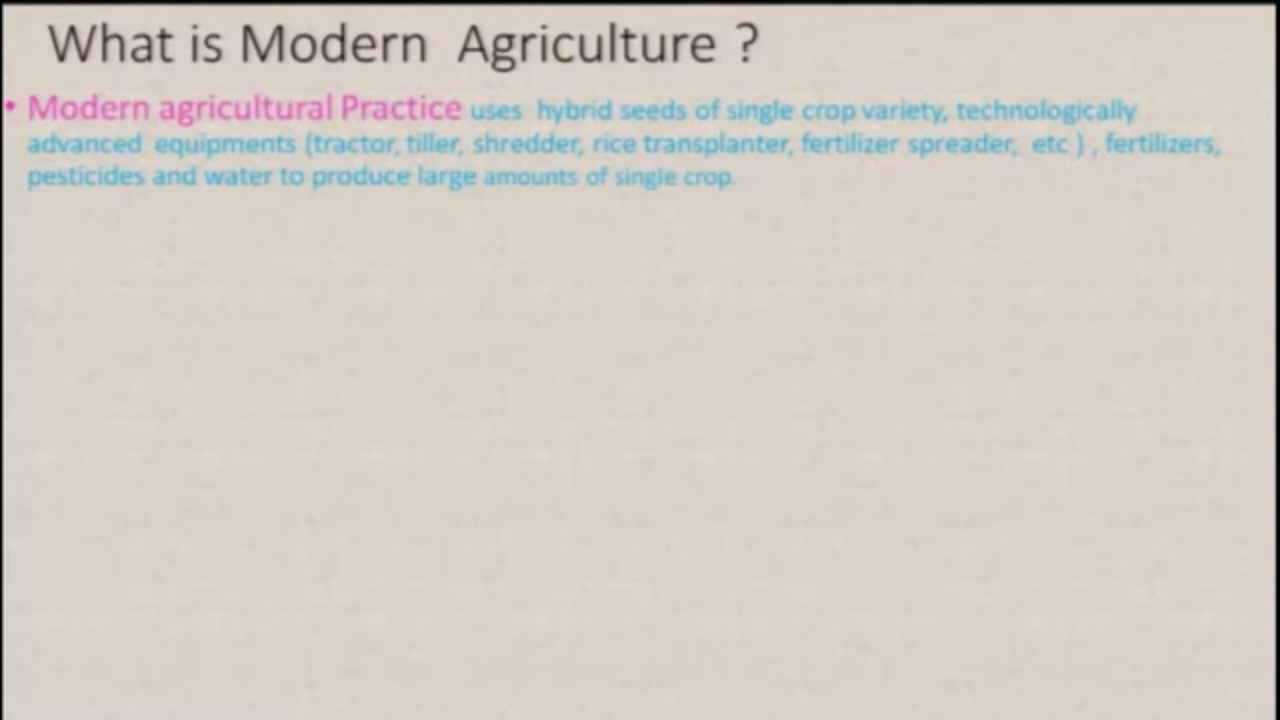 What is Modern Agriculture ?
• Modern agricultural Practice uses hybrid seeds of single crop variety, technologically
advanced equipments (tractor, tiller, shredder, rice transplanter, fertilizer spreader, etc ) , fertilizers,
pesticides and water to produce large amounts of single crop.